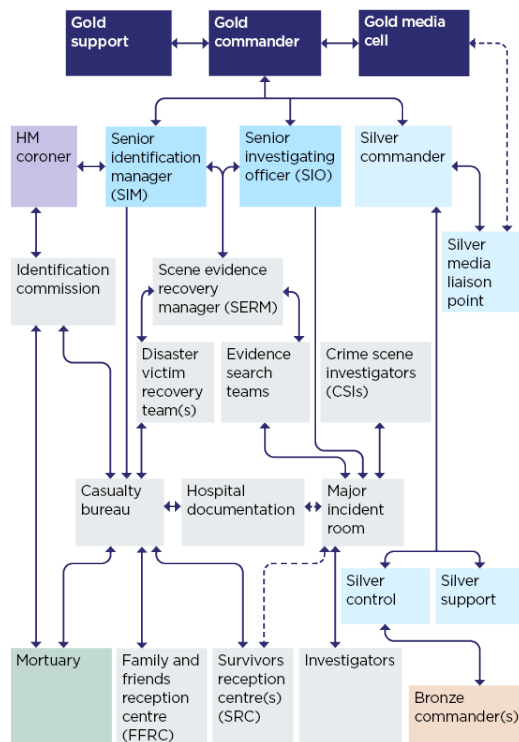 Gold
support
Gold
commander
Gold media
cell
HM
coroner
Senior
identification
manager
(SIM)
Senior
investigating
officer (SIO)
Silver
commander
Silver
media
liaison
point
Identification
commission
Scene evidence
recovery
manager (SERM)
Disaster
victim
recovery
team(s)
Evidence
search
teams
Crime scene
investigators
(CSIs)
Casualty
bureau
Hospital
documentation
Major
incident
room
Silver
control
Silver
support
Mortuary
Family and
friends
reception
centre
(FFRC)
Survivors
reception
centre(s)
(SRC)
Investigators
Bronze
commander(s)